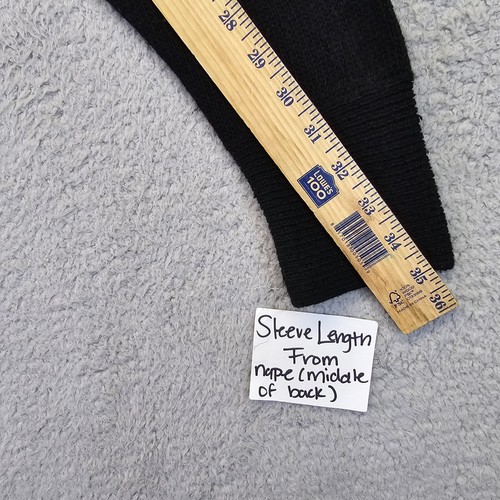 28
29
30
31
32
LOWE'S
100
33
34
35
36
Sleeve Length
From
nape (middle
of back)